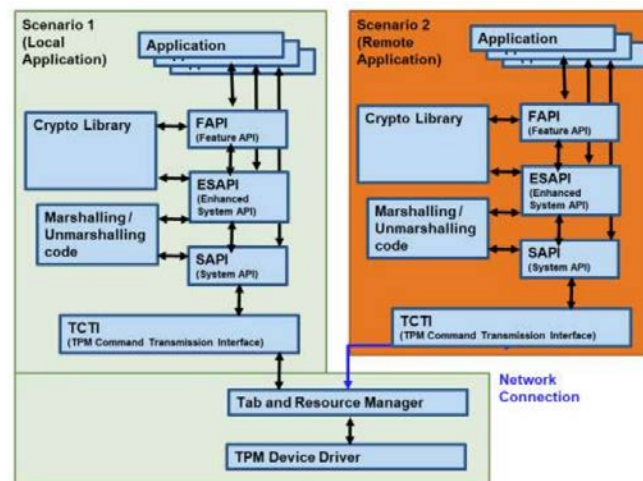 Scenario 1
(Local
Application)
Application
Crypto Library
FAPI
(Feature API)
ESAPI
(Enhanced
System API)
Marshalling /
Unmarshalling
code
SAPI
(System API)
TCTI
(TPM Command Transmission Interface)
Scenario 2
(Remote
Application)
Application
Crypto Library
FAPI
(Feature API)
ESAPI
(Enhanced
System API)
Marshalling /
Unmarshalling
code
SAPI
(System API)
TCTI
(TPM Command Transmission Interface)
Network
Connection
Tab and Resource Manager
TPM Device Driver